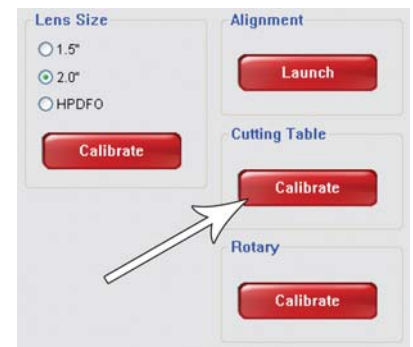 Lens Size
1.5"
2.0"
HPDFO
Calibrate
Alignment
Launch
Cutting Table
Calibrate
Rotary
Calibrate